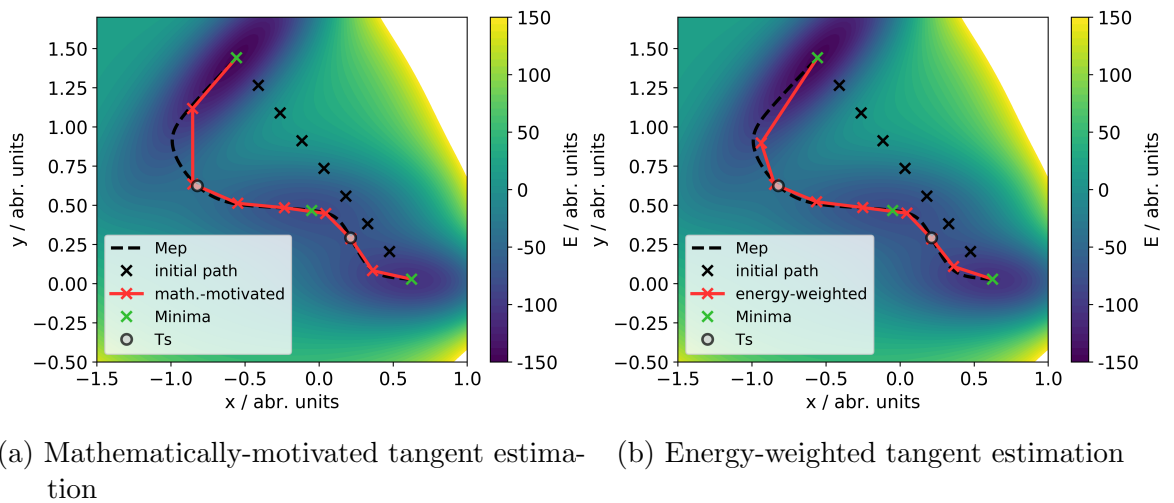 1.50
1.25
1.00
0.75
0.50
0.25
0.00
−0.25
−0.50
y / abr. units
−1.5 −1.0 −0.5 0.0 0.5 1.0
x / abr. units
Mep
initial path
math.-motivated
Minima
Ts
150
100
50
0
-50
-100
-150
E / abr. units
1.50
1.25
1.00
0.75
0.50
0.25
0.00
−0.25
−0.50
y / abr. units
−1.5 −1.0 −0.5 0.0 0.5 1.0
x / abr. units
Mep
initial path
energy-weighted
Minima
Ts
150
100
50
0
-50
-100
-150
E / abr. units
(a) Mathematically-motivated tangent estima-
tion
(b) Energy-weighted tangent estimation